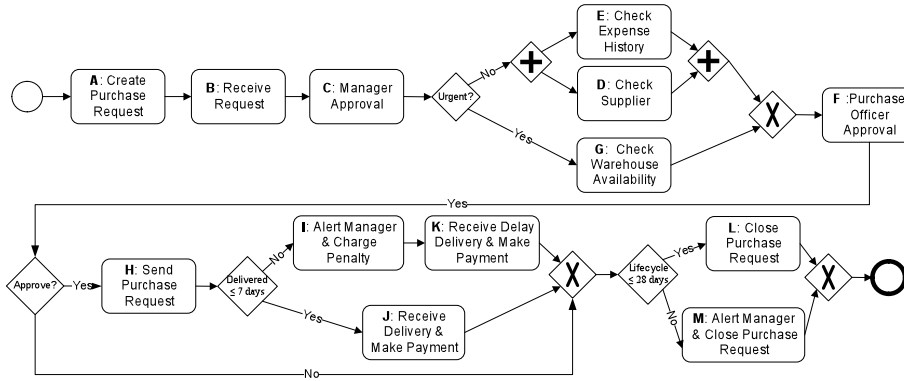 A: Create
Purchase
Request
B: Receive
Request
C: Manager
Approval
Urgent?
No
Yes
E: Check
Expense
History
D: Check
Supplier
G: Check
Warehouse
Availability
X
F :Purchase
Officer
Approval
Yes
Approve?
Yes
No
H: Send
Purchase
Request
Delivered
≤ 7 days
No
Yes
I: Alert Manager
& Charge
Penalty
K: Receive Delay
Delivery & Make
Payment
J: Receive
Delivery &
Make Payment
X
Lifecycle
≤ 28 days
Yes
No
L: Close
Purchase
Request
M: Alert Manager
& Close Purchase
Request
X